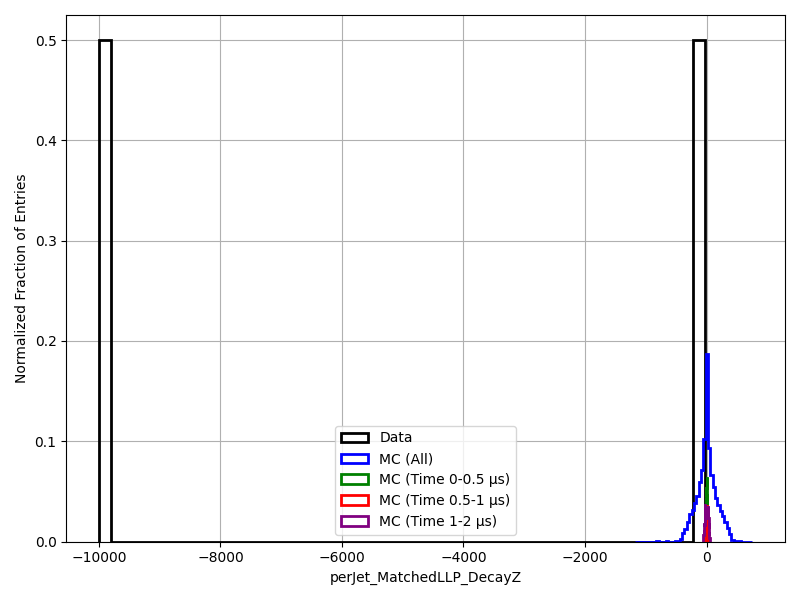 0.5
0.4
0.3
0.2
0.1
0.0
Normalized Fraction of Entries
Data
MC (All)
MC (Time 0-0.5 μs)
MC (Time 0.5-1 μs)
MC (Time 1-2 μs)
−10000 −8000 −6000 −4000 −2000 0
perJet_MatchedLLP_DecayZ